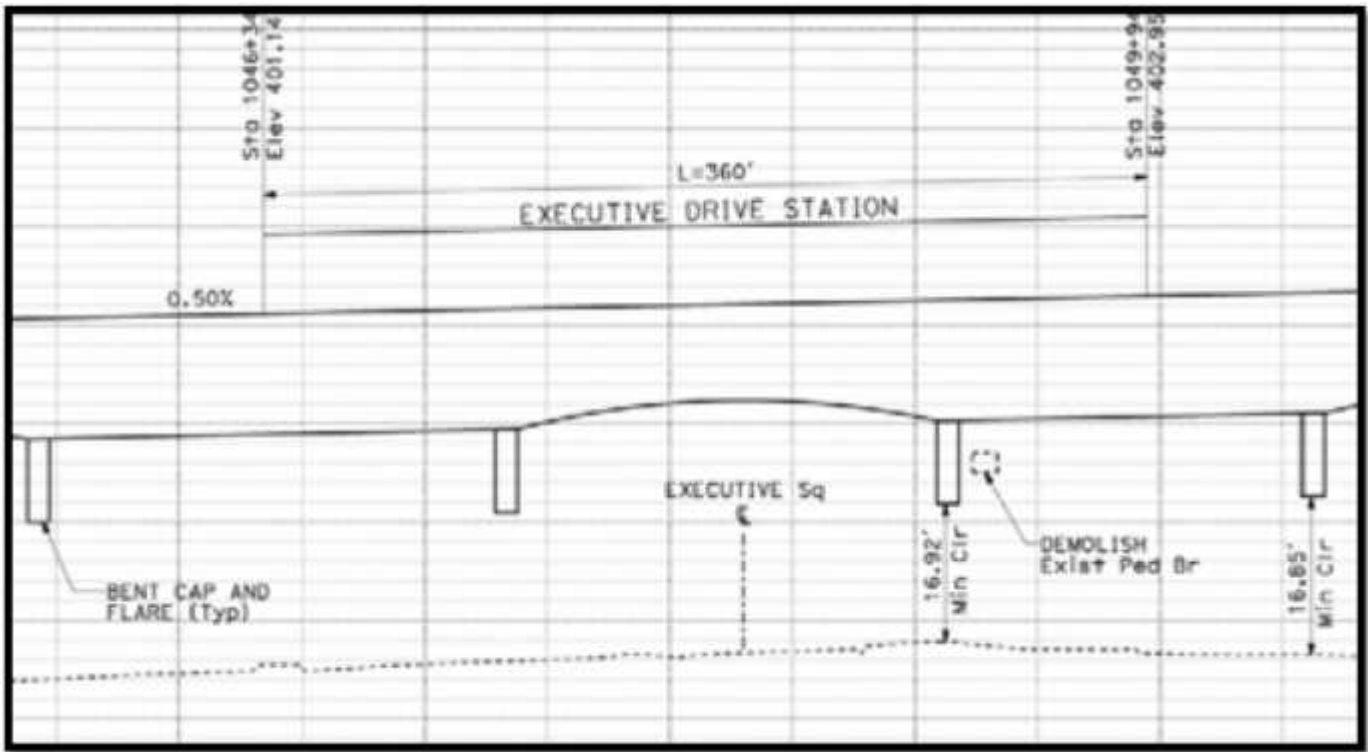 Sta 1046+34
Elev 401.14
Sta 1049+94
Elev 402.95
L=360'
EXECUTIVE DRIVE STATION
0.50%
EXECUTIVE Sq
℄
16.92'
Min Clr
DEMOLISH
Exist Ped Br
16.65'
Min Clr
BENT CAP AND
FLARE (Typ)